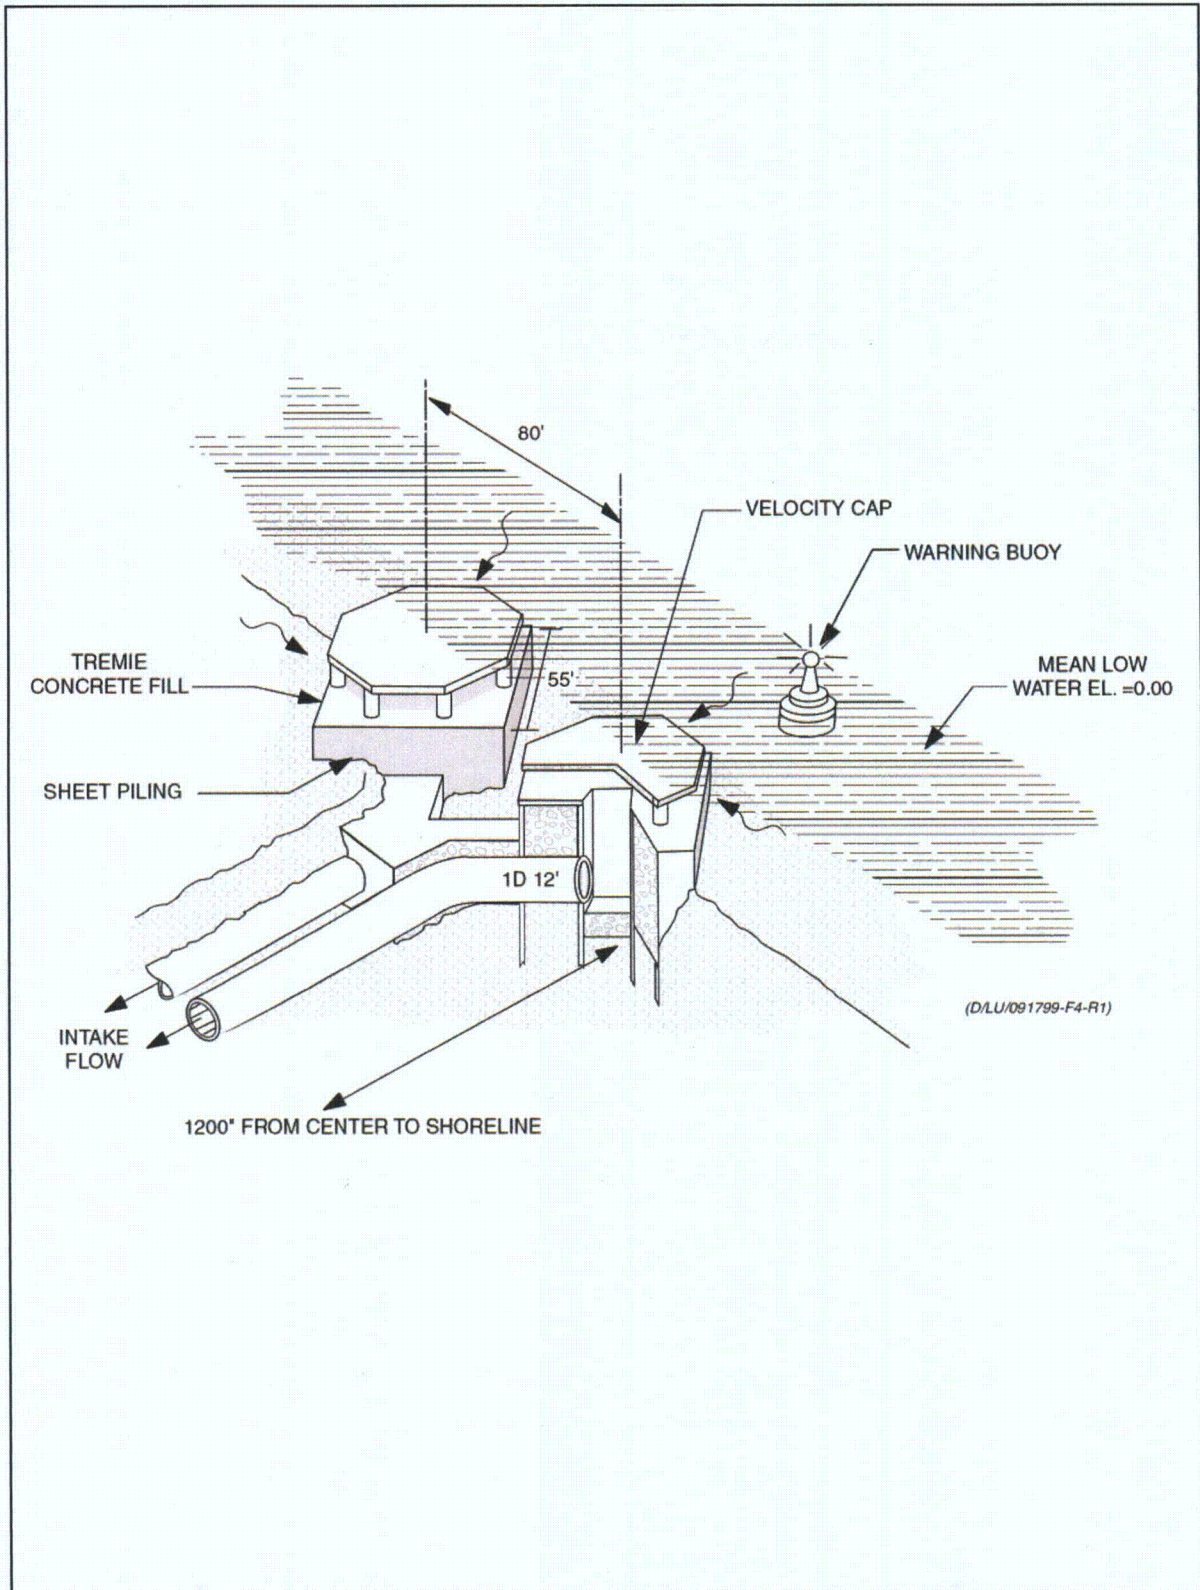 80'
VELOCITY CAP
WARNING BUOY
TREMIE
CONCRETE FILL
55'
MEAN LOW
WATER EL. =0.00
SHEET PILING
1D 12'
(D/LU/091799-F4-R1)
INTAKE
FLOW
1200" FROM CENTER TO SHORELINE